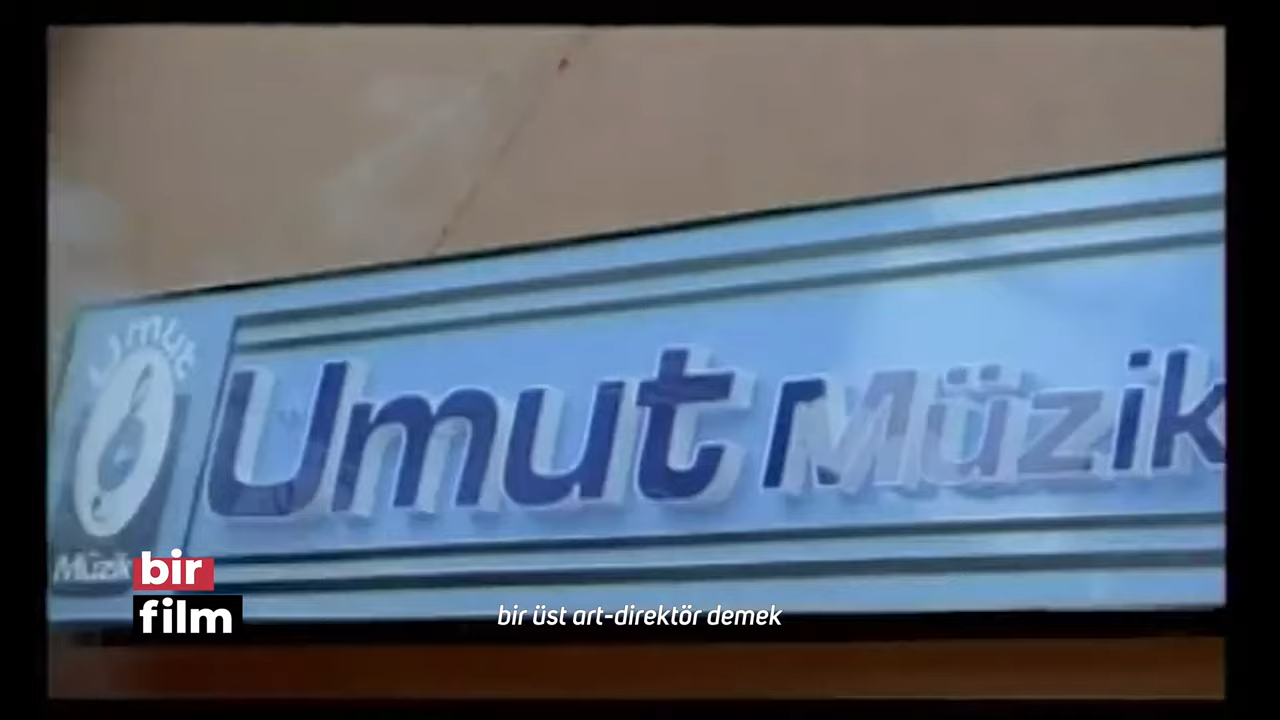 Umut
Umut Müzik
Müzik
bir
film
bir üst art-direktör demek